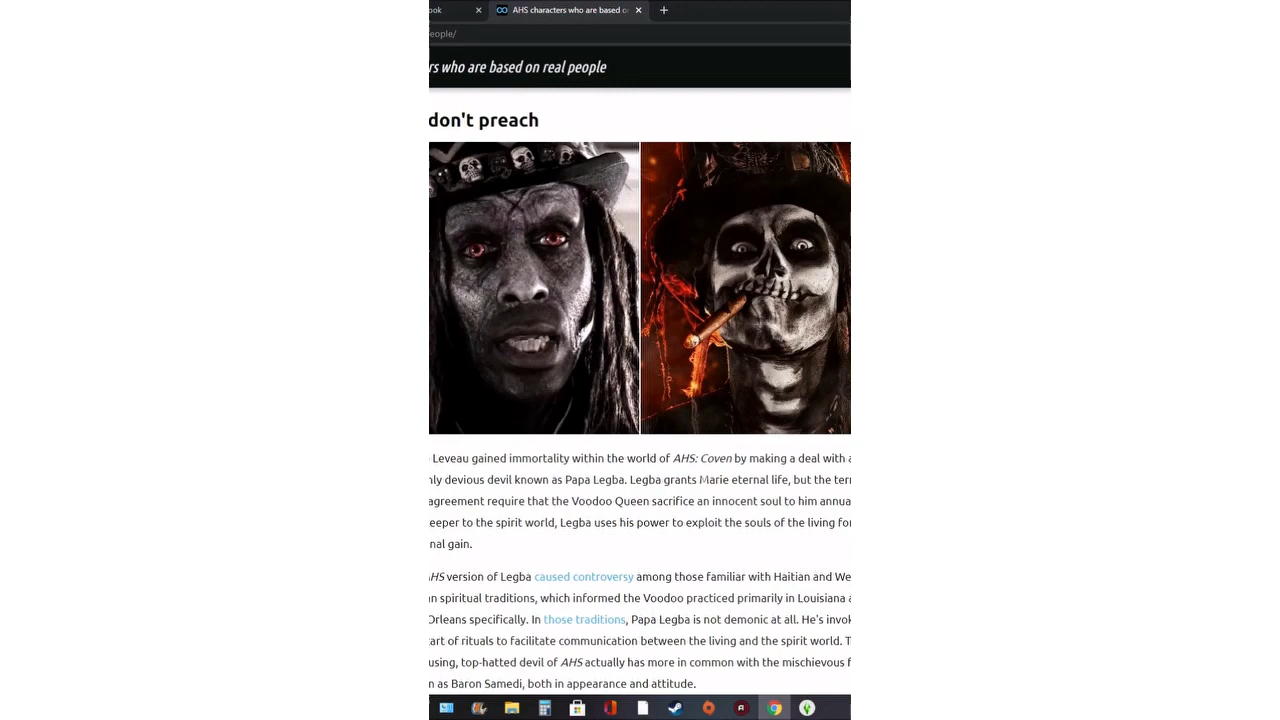 ook
AHS characters who are based o
eople/
rs who are based on real people
don't preach
Leveau gained immortality within the world of AHS: Coven by making a deal with a
nly devious devil known as Papa Legba. Legba grants Marie eternal life, but the ter
agreement require that the Voodoo Queen sacrifice an innocent soul to him annua
eeper to the spirit world, Legba uses his power to exploit the souls of the living for
nal gain.
AHS version of Legba caused controversy among those familiar with Haitian and We
n spiritual traditions, which informed the Voodoo practiced primarily in Louisiana a
Orleans specifically. In those traditions, Papa Legba is not demonic at all. He's invok
art of rituals to facilitate communication between the living and the spirit world. T
using, top-hatted devil of AHS actually has more in common with the mischievous f
n as Baron Samedi, both in appearance and attitude.